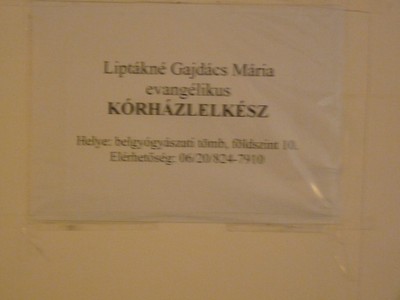 Liptákné Gajdács Mária
evangélikus
KÓRHÁZLELKÉSZ
Helye: belgyógyászati tömb, földszint 10.
Elérhetőség: 06/20/824-7910